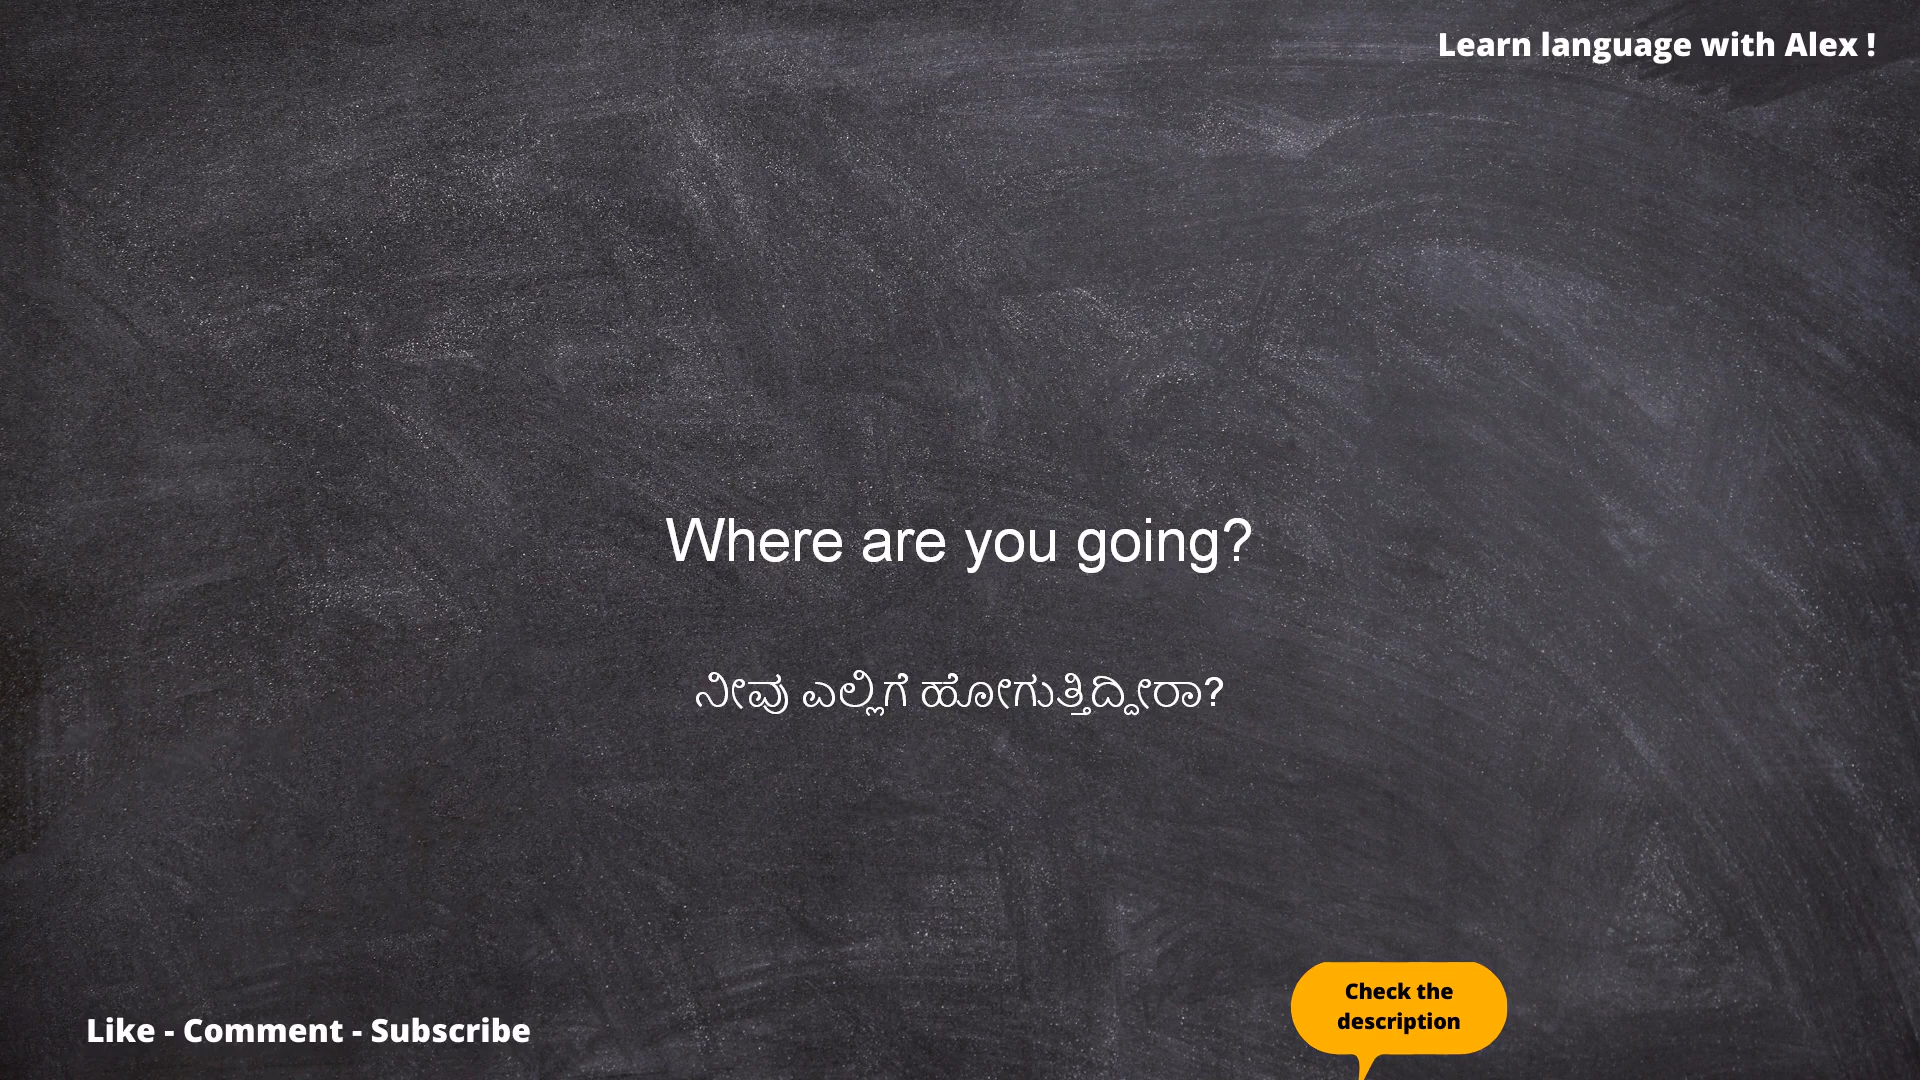 Learn language with Alex !
Where are you going?
ನೀವು ಎಲ್ಲಿಗೆ ಹೋಗುತ್ತಿದ್ದೀರಾ?
Check the
description
Like - Comment - Subscribe